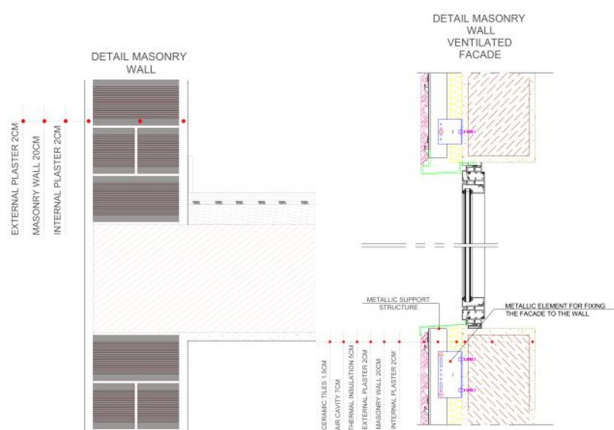 DETAIL MASONRY
WALL
EXTERNAL PLASTER 2CM
MASONRY WALL 20CM
INTERNAL PLASTER 2CM
DETAIL MASONRY
WALL
VENTILATED
FACADE
METALLIC SUPPORT
STRUCTURE
METALLIC ELEMENT FOR FIXING
THE FACADE TO THE WALL
CERAMIC TILES 1.5CM
AIR CAVITY 7CM
THERMAL INSULATION 5CM
EXTERNAL PLASTER 2CM
MASONRY WALL 20CM
INTERNAL PLASTER 2CM